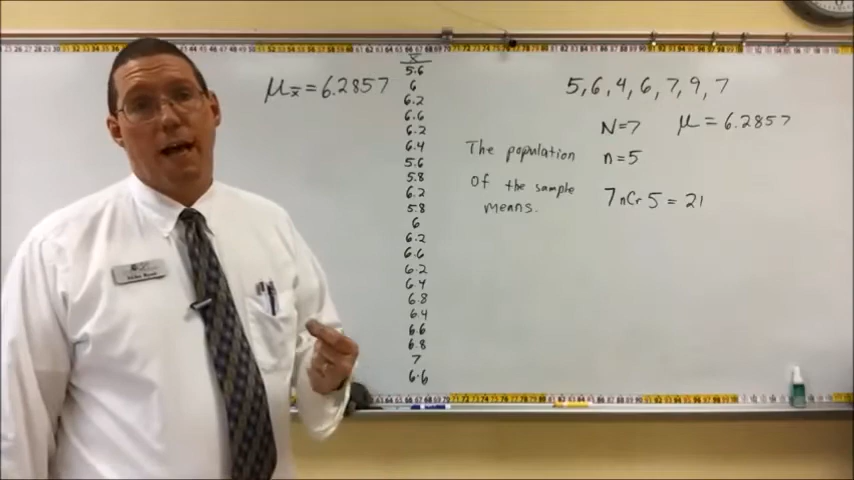 μx̄ = 6.2857
x̄
5.6
6
6.2
6.6
6.2
6.4
5.6
5.8
6.2
5.8
6
6.2
6.6
6.2
6.4
6.8
6.4
6.6
6.8
7
6.6
The population
of the sample
means.
5, 6, 4, 6, 7, 9, 7
N=7 μ = 6.2857
n=5
7 nCr 5 = 21